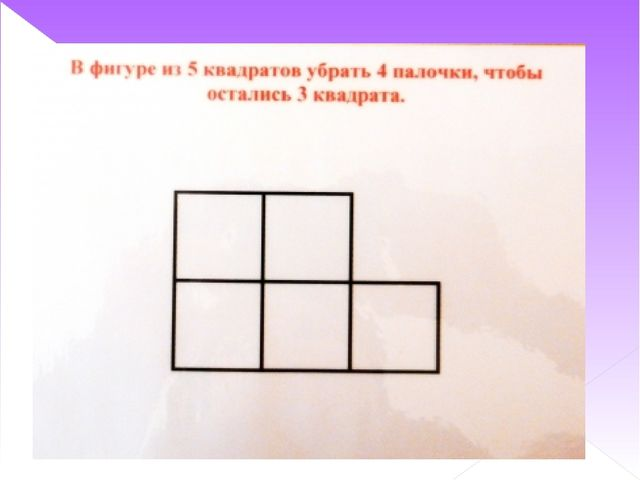 В фигуре из 5 квадратов убрать 4 палочки, чтобы
остались 3 квадрата.